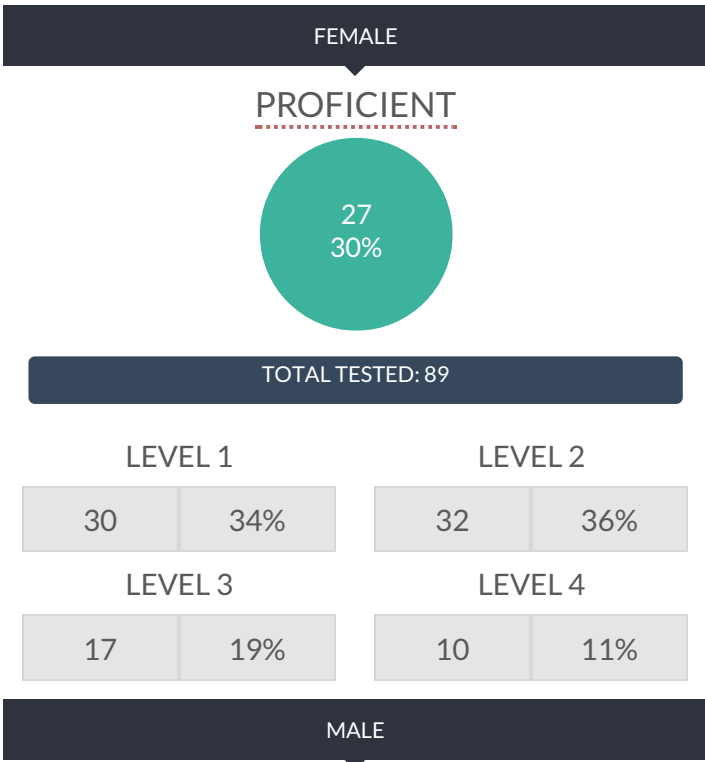 FEMALE
PROFICIENT
27
30%
TOTAL TESTED: 89
LEVEL 1
30 34%
LEVEL 2
32 36%
LEVEL 3
17 19%
LEVEL 4
10 11%
MALE